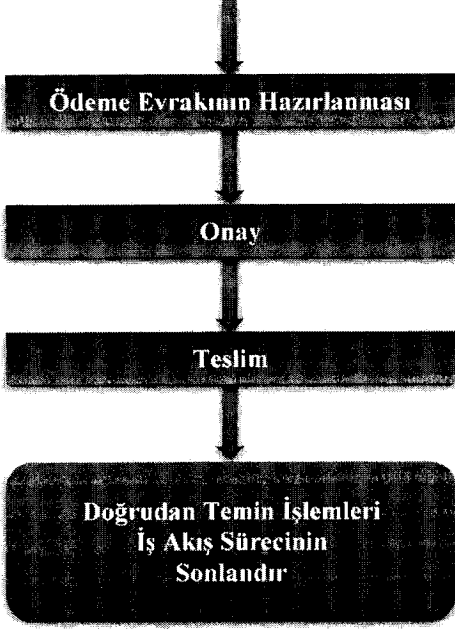 Ödeme Evrakının Hazırlanması
Onay
Teslim
Doğrudan Temin İşlemleri
İş Akış Sürecinin
Sonlandır